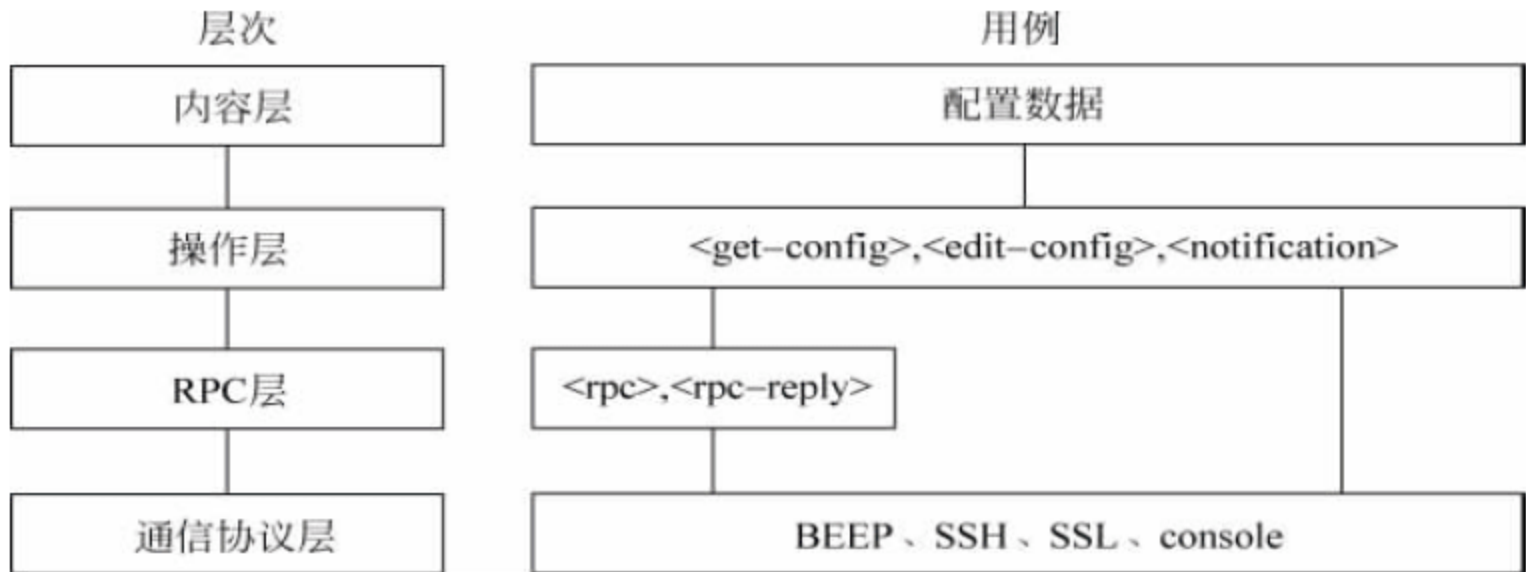 层次 用例
内容层 配置数据
操作层 <get-config>,<edit-config>,<notification>
RPC层 <rpc>,<rpc-reply>
通信协议层 BEEP、SSH、SSL、console